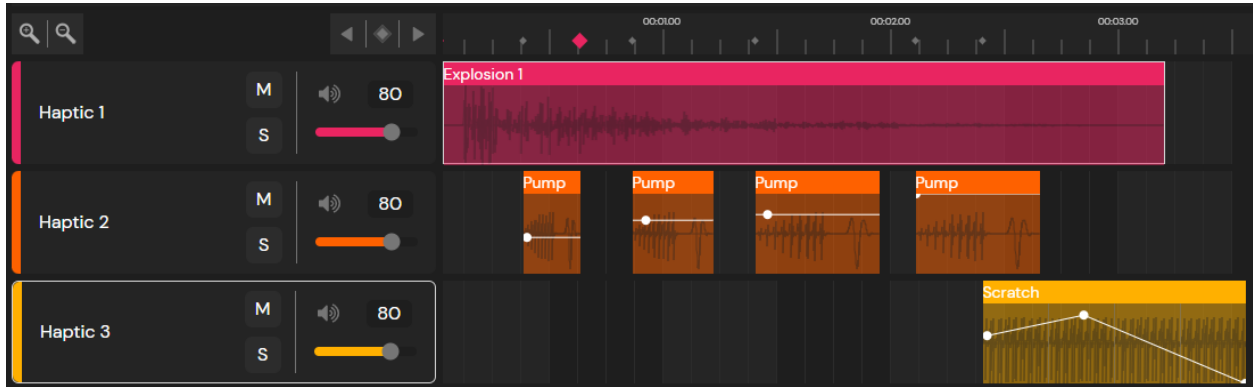 00:01.00 00:02.00 00:03.00
Haptic 1
M
80
S
Explosion 1
Haptic 2
M
80
S
Pump Pump Pump Pump
Haptic 3
M
80
S
Scratch